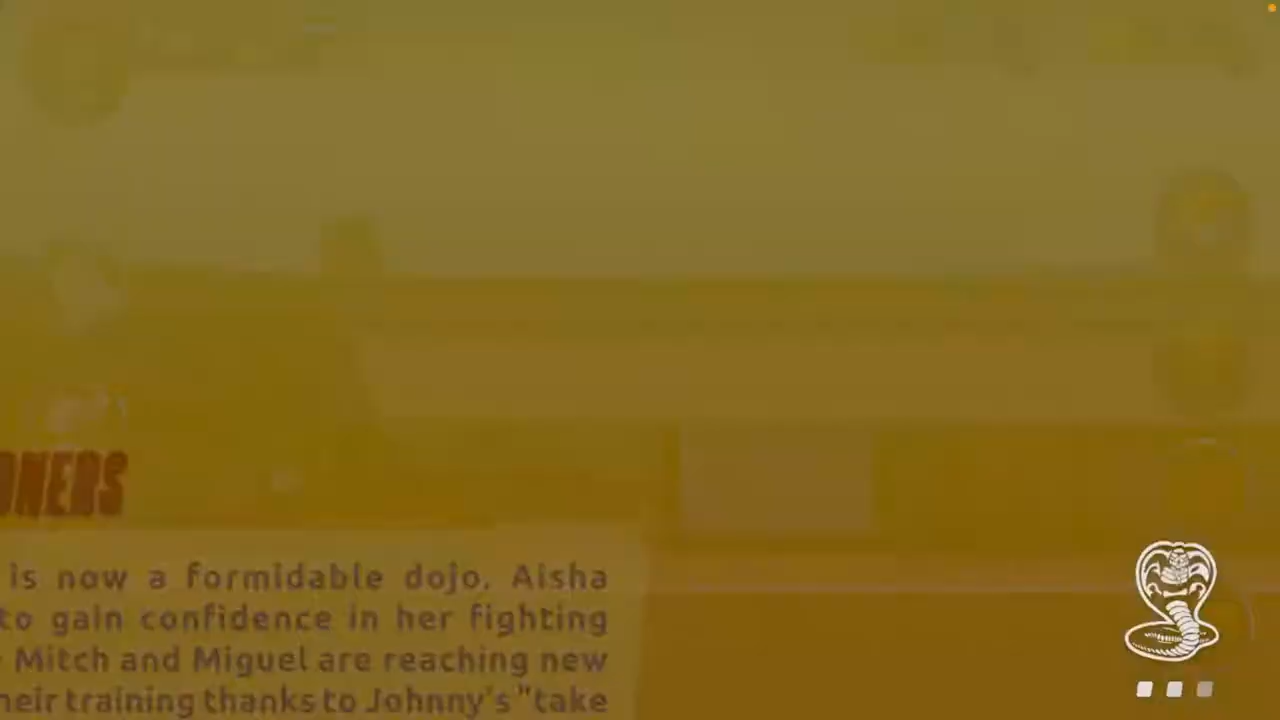 is now a formidable dojo. Aisha
to gain confidence in her fighting
Mitch and Miguel are reaching new
training thanks to Johnny's "take